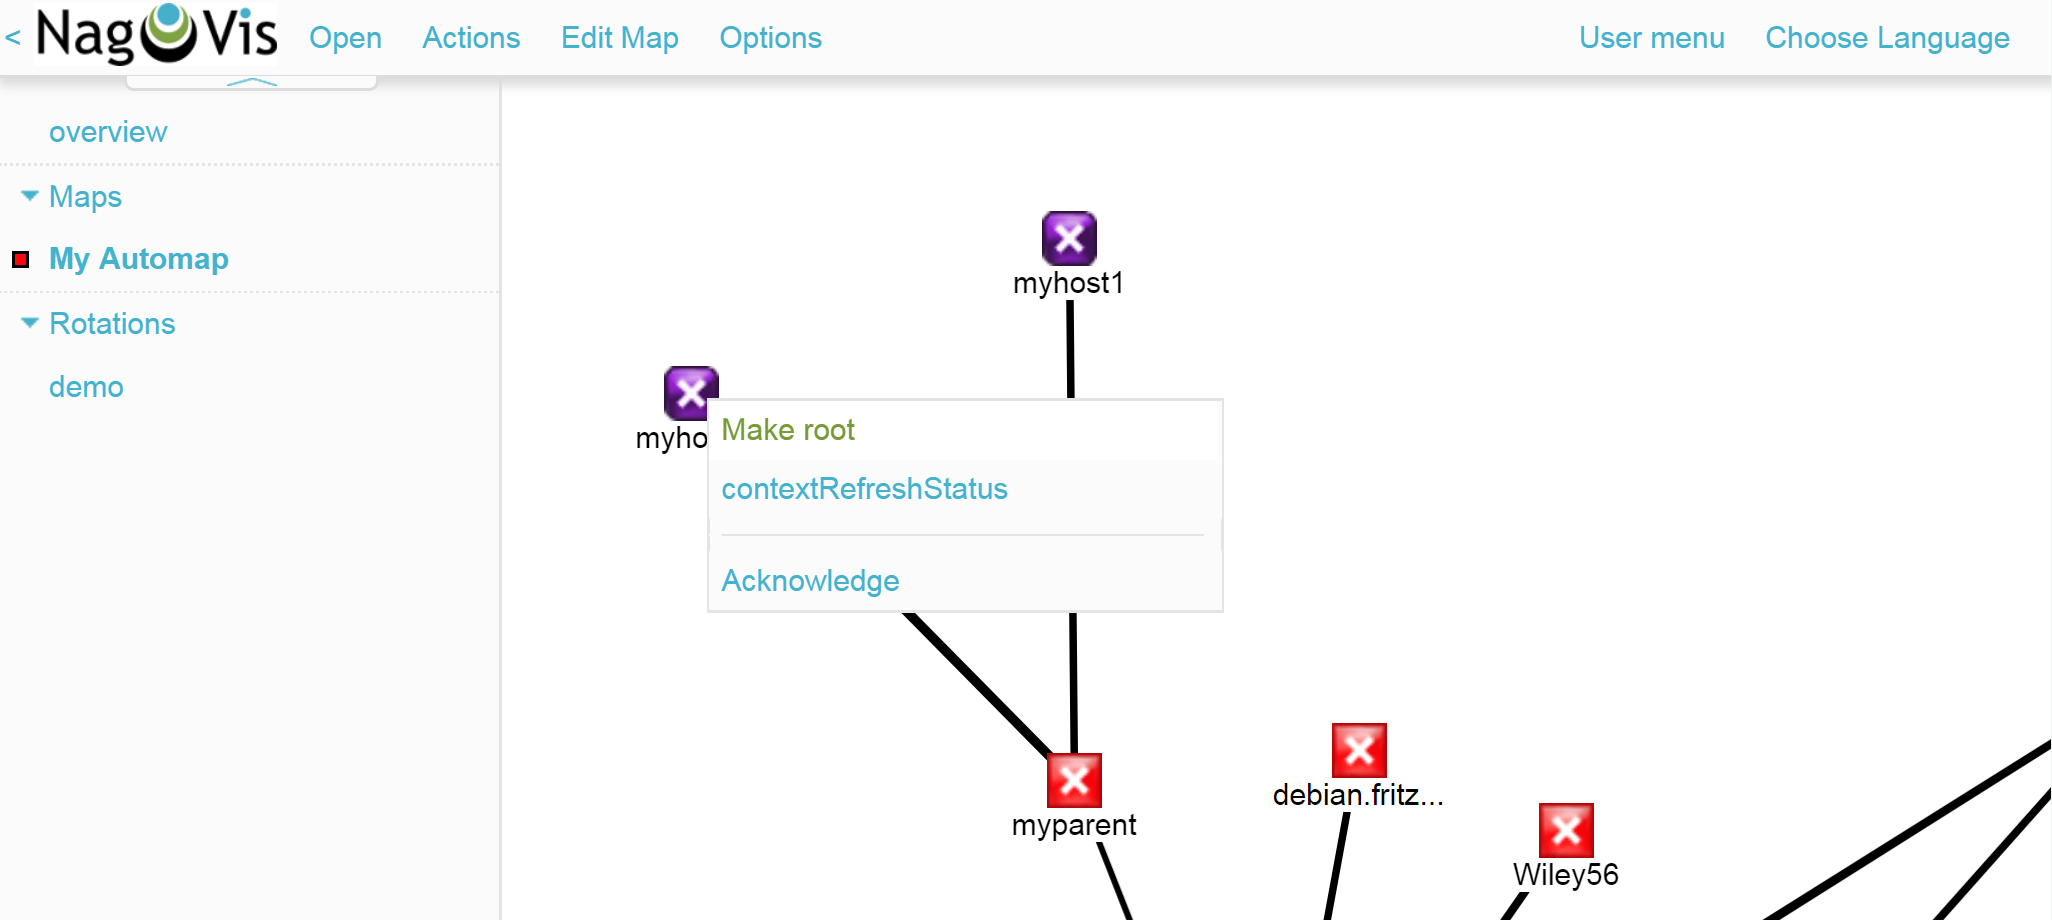 < NagVis Open Actions Edit Map Options User menu Choose Language
overview
Maps
My Automap
Rotations
demo
myhost1
myho
Make root
contextRefreshStatus
Acknowledge
myparent
debian.fritz...
Wiley56